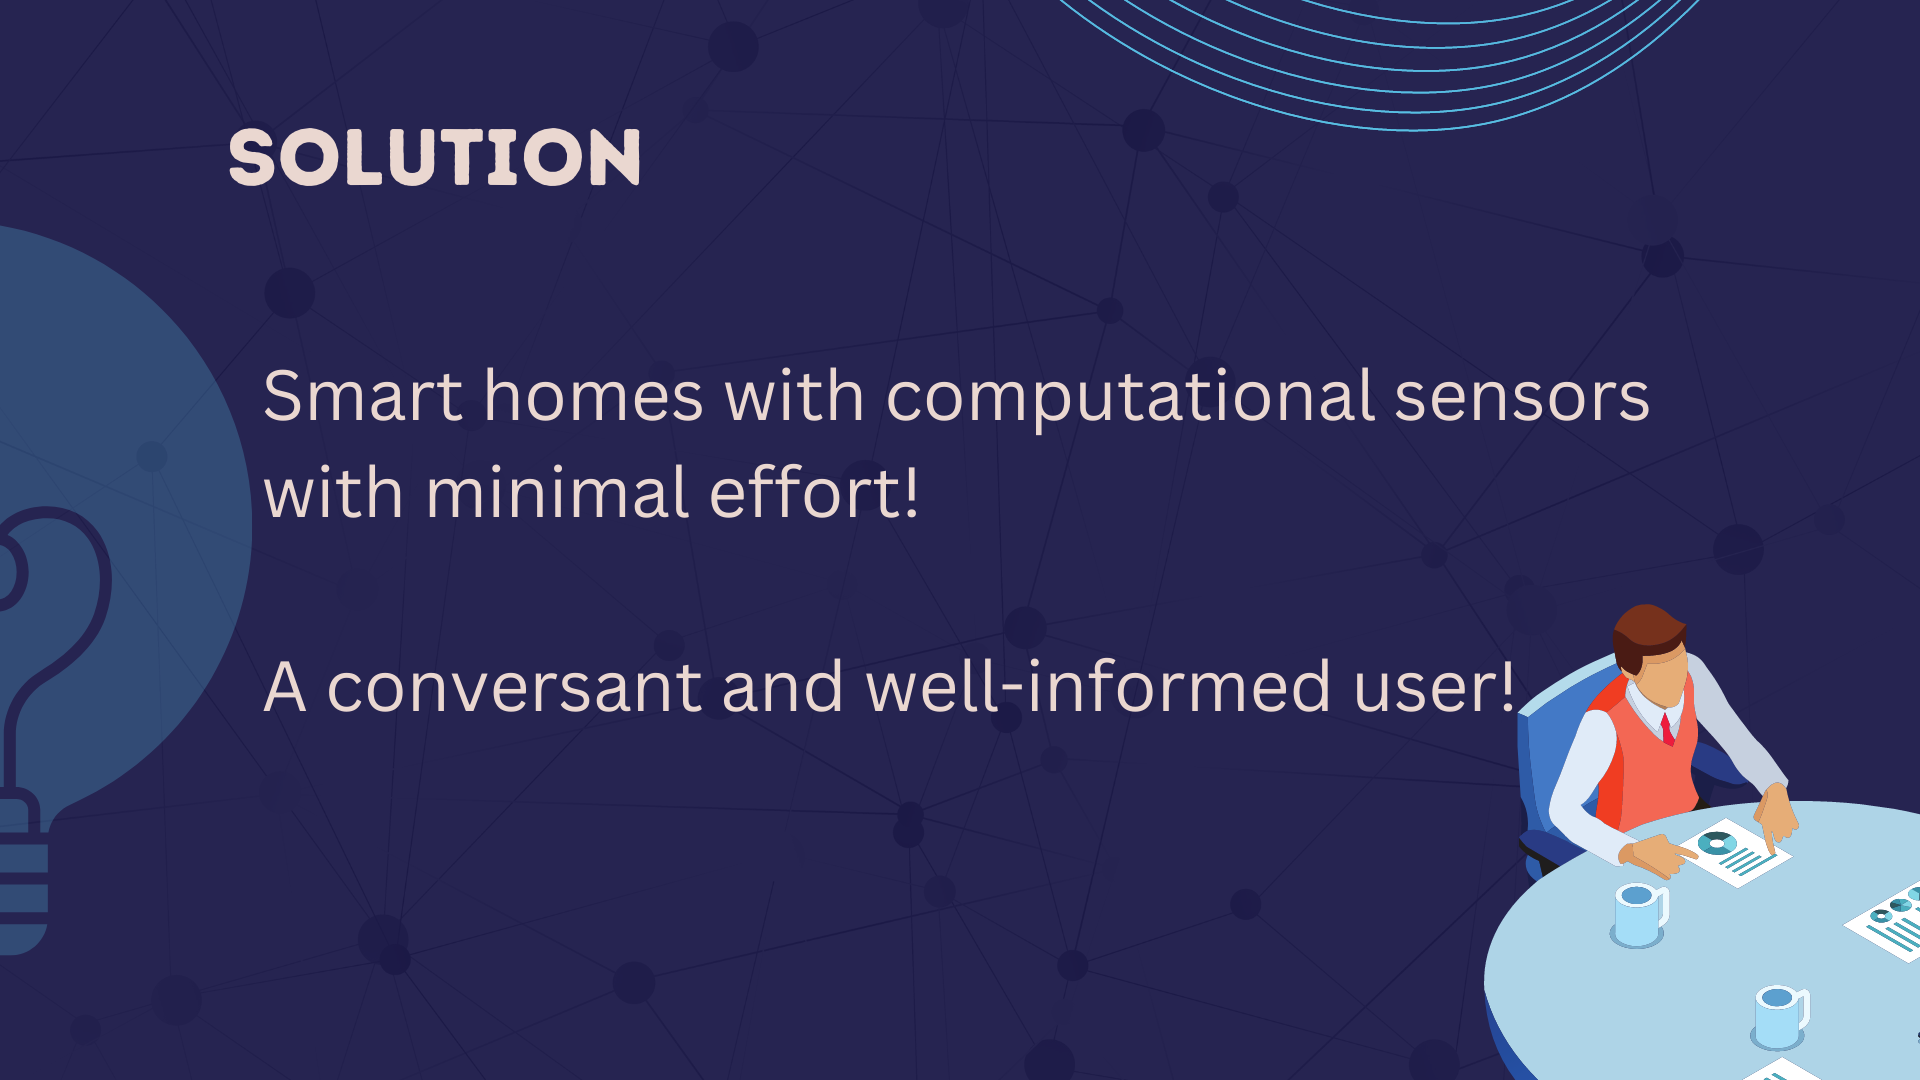 SOLUTION
Smart homes with computational sensors
with minimal effort!
A conversant and well-informed user!